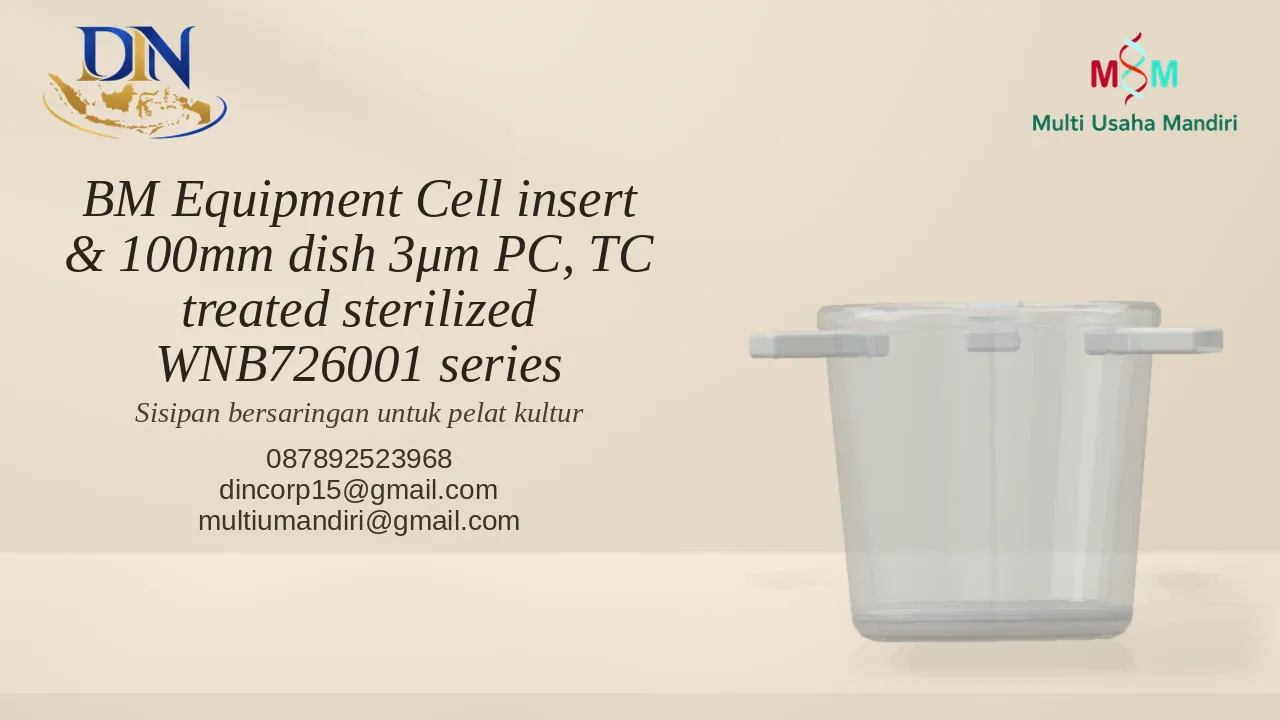 DN
M M
Multi Usaha Mandiri
BM Equipment Cell insert
& 100mm dish 3μm PC, TC
treated sterilized
WNB726001 series
Sisipan bersaringan untuk pelat kultur
087892523968
dincorp15@gmail.com
multiumandiri@gmail.com